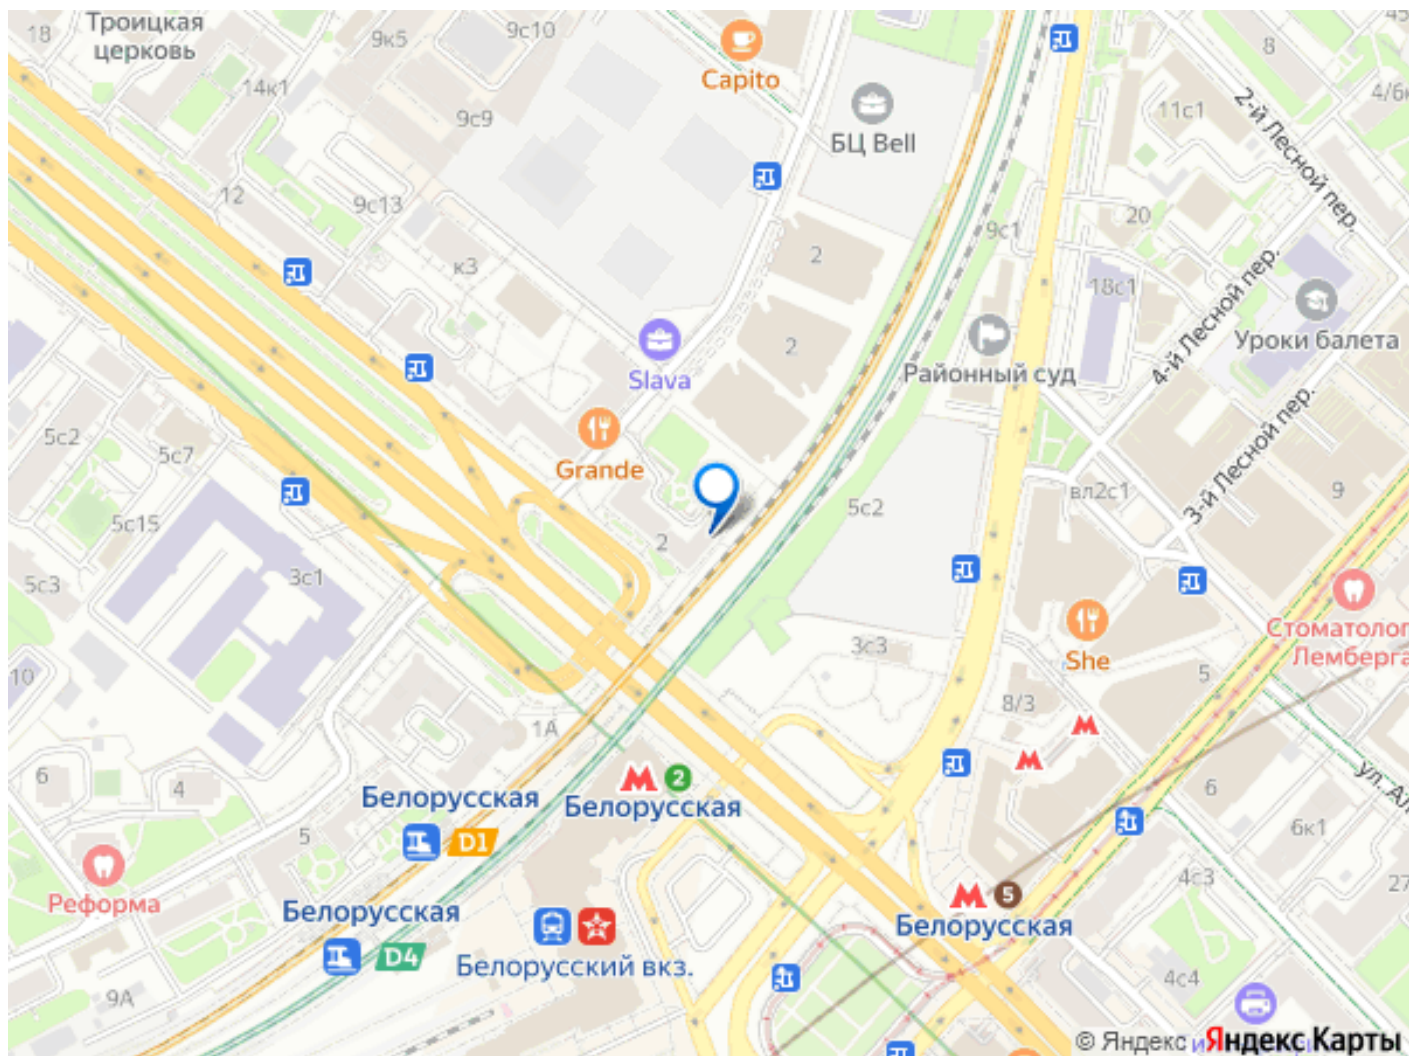 Троицкая
церковь
18
9к5
9с10
Capito
8
4/6к
2-й Лесной пер.
14к1
9с9
БЦ Bell
11с1
12
9с13
20
9с1
к3
2
18с1
4-й Лесной пер.
Уроки балета
2
Slava
Районный суд
3-й Лесной пер.
5с2
5с7
Grande
вл2с1
9
5с15
5с2
2
3с1
5с3
She
Стоматолог
Лемберга
3с3
5
10
1А
8/3
6
4
2
Белорусская
Белорусская
D1
6
ул. Ал
5
6к1
Реформа
Белорусская
D4
5
Белорусская
4с3
27
Белорусский вкз.
9А
4с4
© Яндекс
Яндекс Карты